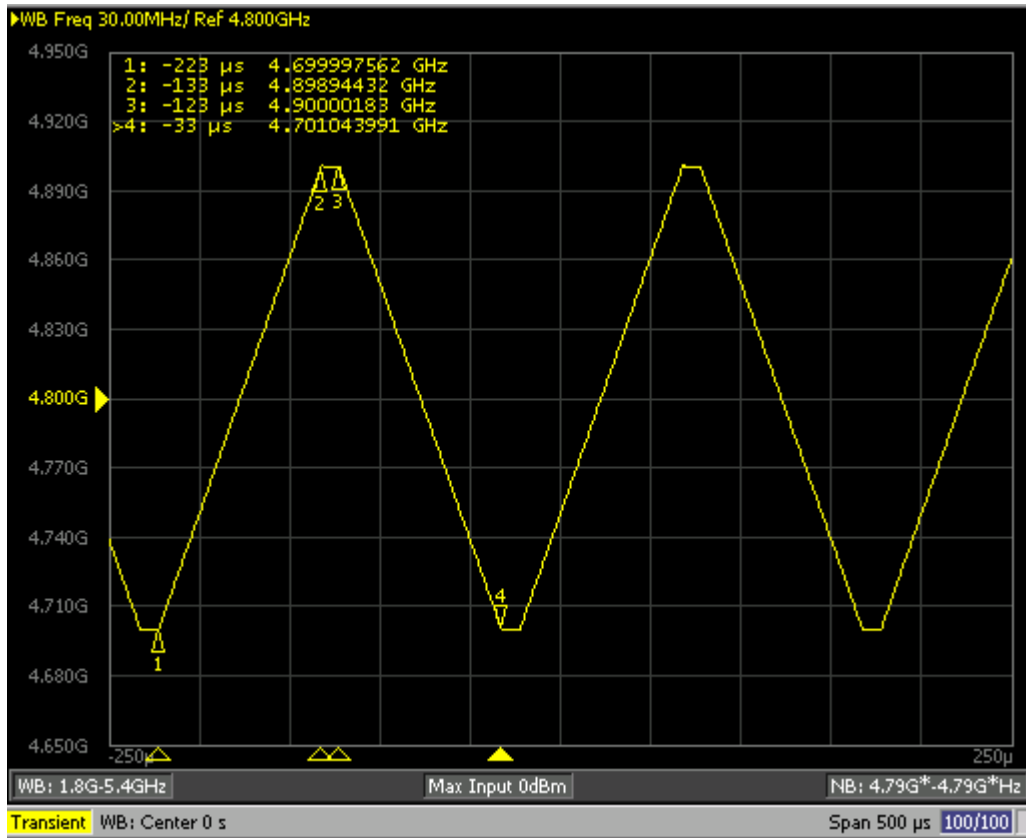 WB Freq 30.00MHz/ Ref 4.800GHz
4.950G
1: -223 µs 4.699997562 GHz
2: -133 µs 4.89894432 GHz
3: -123 µs 4.90000183 GHz
>4: -33 µs 4.701043991 GHz
4.920G
4.890G
2 3
4.860G
4.830G
4.800G
4.770G
4.740G
4.710G
4
1
4.680G
4.650G
-250µ 250µ
WB: 1.8G-5.4GHz Max Input 0dBm NB: 4.79G*-4.79G*Hz
Transient WB: Center 0 s Span 500 µs 100/100